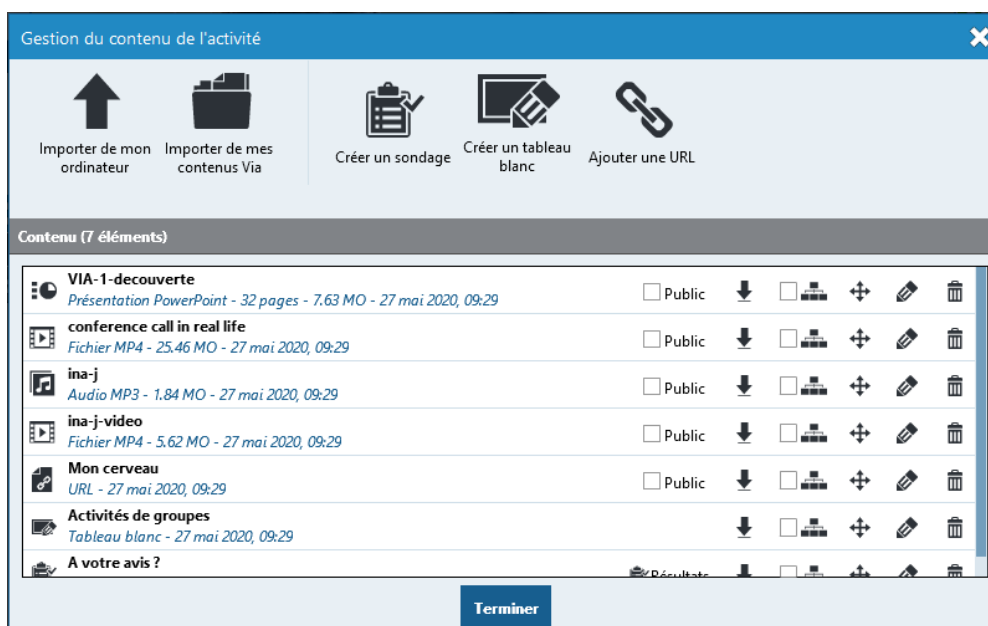 Gestion du contenu de l'activité
Importer de mon ordinateur
Importer de mes contenus Via
Créer un sondage
Créer un tableau blanc
Ajouter une URL
Contenu (7 éléments)
VIA-1-decouverte
Présentation PowerPoint - 32 pages - 7.63 MO - 27 mai 2020, 09:29
Public
conference call in real life
Fichier MP4 - 25.46 MO - 27 mai 2020, 09:29
Public
ina-j
Audio MP3 - 1.84 MO - 27 mai 2020, 09:29
Public
ina-j-video
Fichier MP4 - 5.62 MO - 27 mai 2020, 09:29
Public
Mon cerveau
URL - 27 mai 2020, 09:29
Public
Activités de groupes
Tableau blanc - 27 mai 2020, 09:29
A votre avis ?
Résultats
Terminer